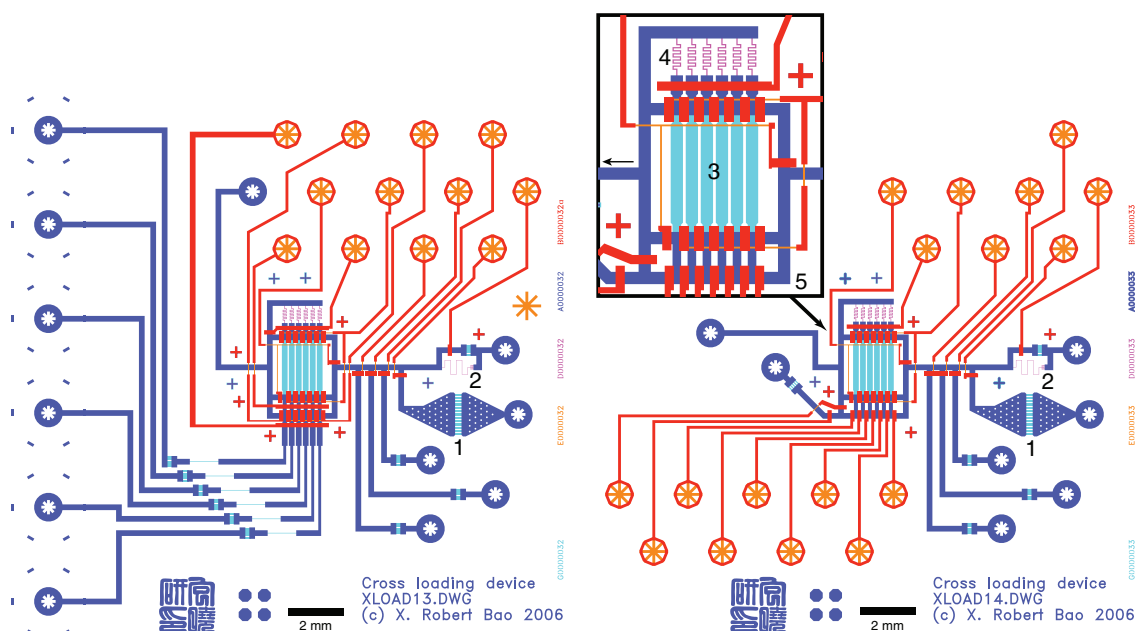 4
3
5
2
1
B0000032a
A0000032
D0000032
E0000032
G0000032
Cross loading device
XLOAD13.DWG
(c) X. Robert Bao 2006
2 mm
2
1
B0000033
A0000033
D0000033
E0000033
G0000033
Cross loading device
XLOAD14.DWG
(c) X. Robert Bao 2006
2 mm